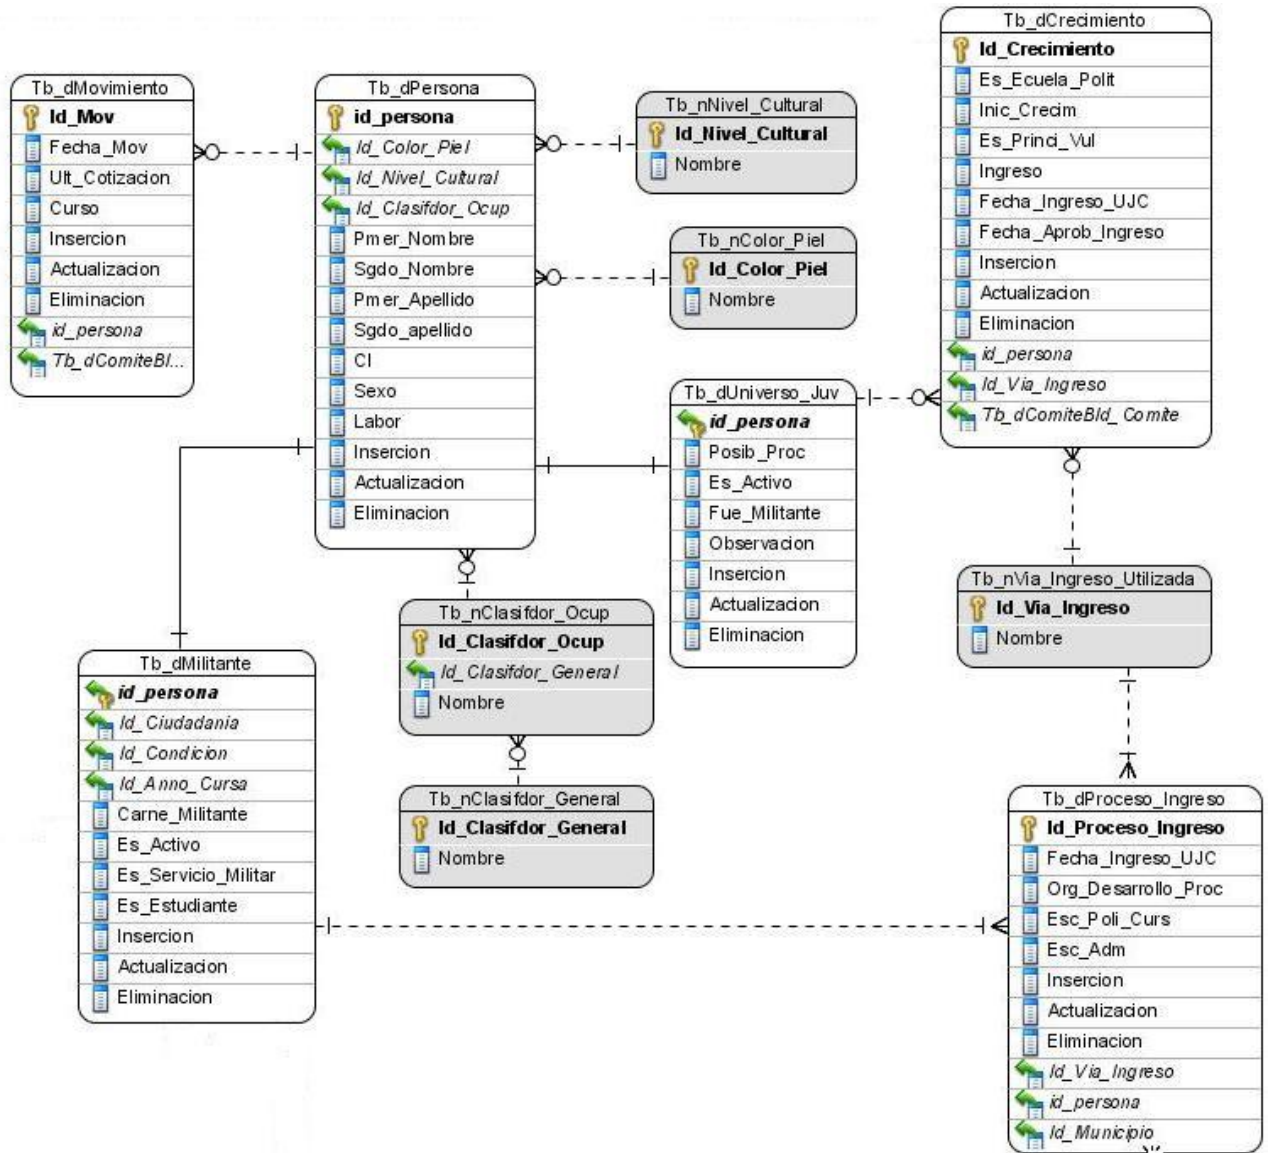 Tb_dMovimiento
Id_Mov
Fecha_Mov
Ult_Cotizacion
Curso
Insercion
Actualizacion
Eliminacion
id_persona
Tb_dComiteBI...
Tb_dPersona
id_persona
Id_Color_Piel
Id_Nivel_Cultural
Id_Clasifdor_Ocup
Pmer_Nombre
Sgdo_Nombre
Pmer_Apellido
Sgdo_apellido
CI
Sexo
Labor
Insercion
Actualizacion
Eliminacion
Tb_nNivel_Cultural
Id_Nivel_Cultural
Nombre
Tb_nColor_Piel
Id_Color_Piel
Nombre
Tb_dUniverso_Juv
id_persona
Posib_Proc
Es_Activo
Fue_Militante
Observacion
Insercion
Actualizacion
Eliminacion
Tb_dCrecimiento
Id_Crecimiento
Es_Ecuela_Polit
Inic_Crecim
Es_Princi_Vul
Ingreso
Fecha_Ingreso_UJC
Fecha_Aprob_Ingreso
Insercion
Actualizacion
Eliminacion
id_persona
Id_Via_Ingreso
Tb_dComiteBId_Comite
Tb_nVia_Ingreso_Utilizada
Id_Via_Ingreso
Nombre
Tb_dMilitante
id_persona
Id_Ciudadania
Id_Condicion
Id_Anno_Cursa
Carne_Militante
Es_Activo
Es_Servicio_Militar
Es_Estudiante
Insercion
Actualizacion
Eliminacion
Tb_nClasifdor_Ocup
Id_Clasifdor_Ocup
Id_Clasifdor_General
Nombre
Tb_nClasifdor_General
Id_Clasifdor_General
Nombre
Tb_dProceso_Ingreso
Id_Proceso_Ingreso
Fecha_Ingreso_UJC
Org_Desarrollo_Proc
Esc_Poli_Curs
Esc_Adm
Insercion
Actualizacion
Eliminacion
Id_Via_Ingreso
id_persona
Id_Municipio